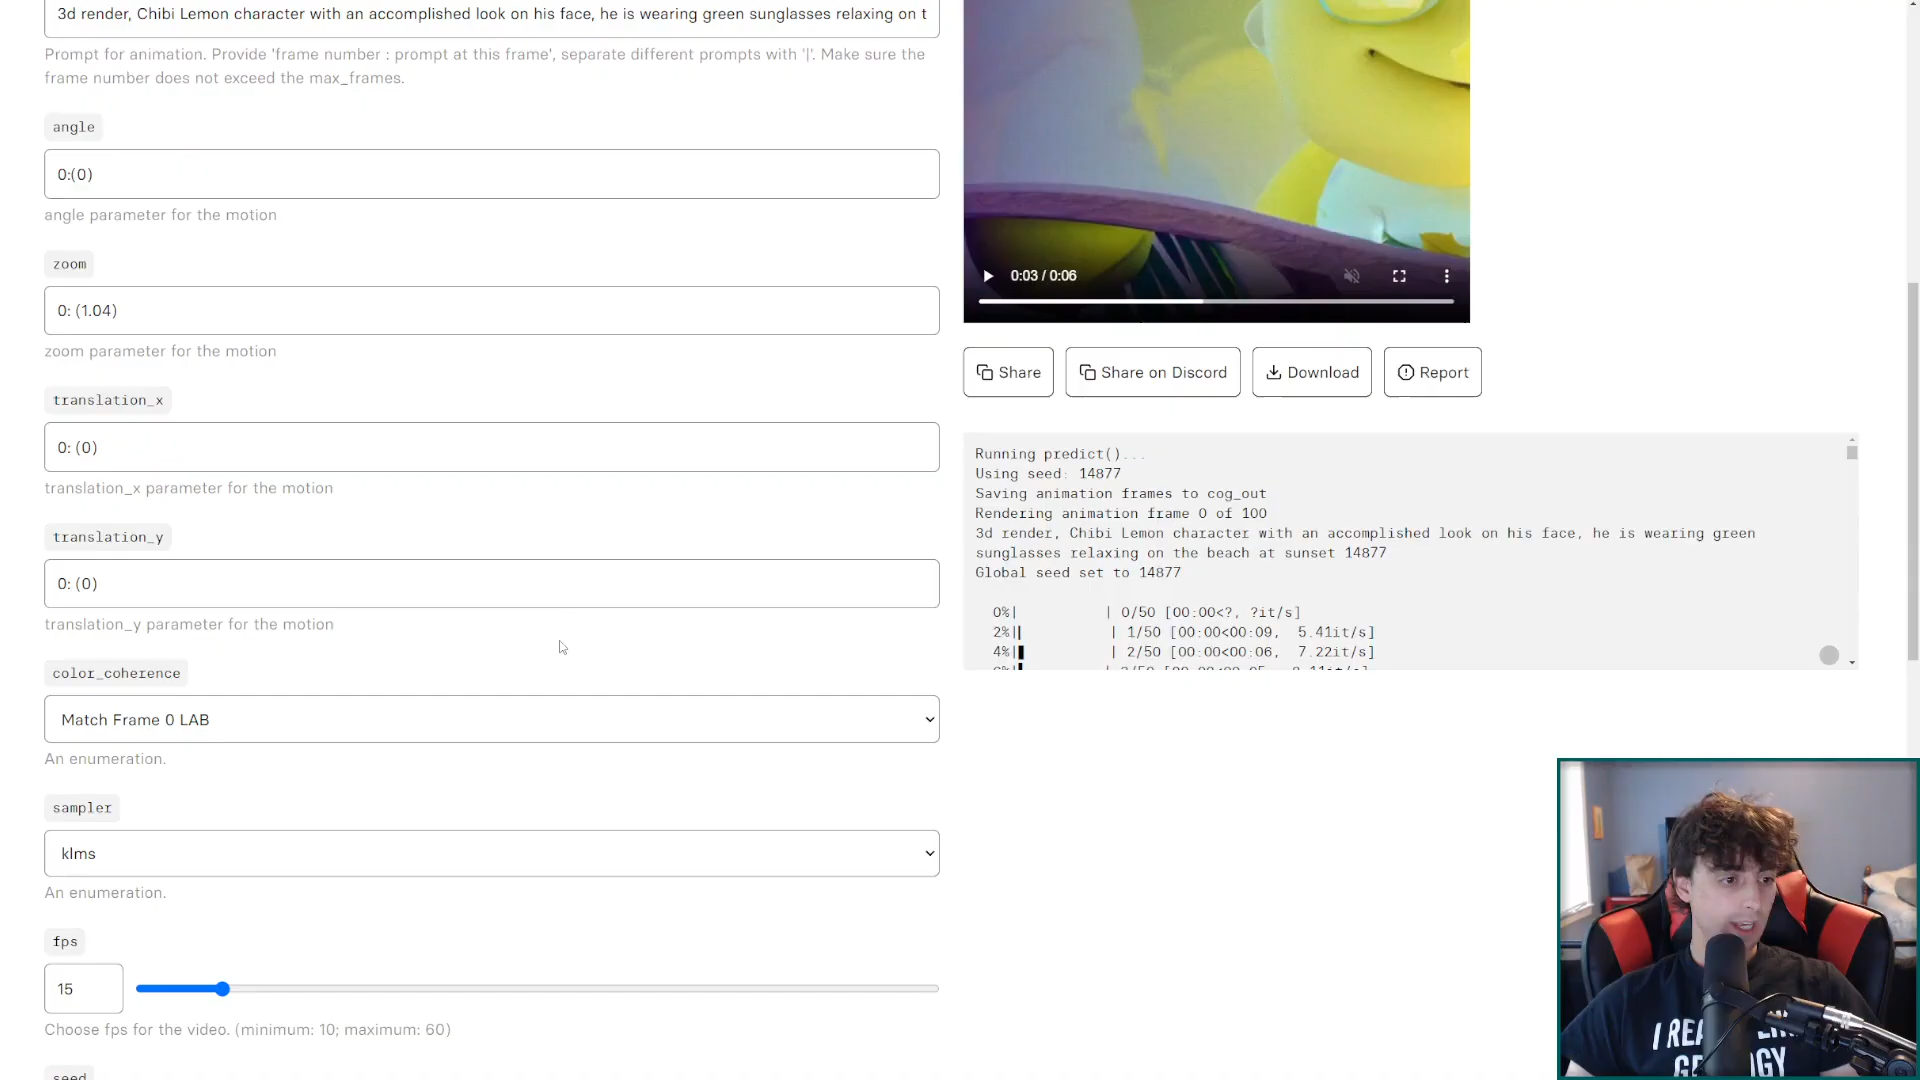 3d render, Chibi Lemon character with an accomplished look on his face, he is wearing green sunglasses relaxing on t
Prompt for animation. Provide 'frame number : prompt at this frame', separate different prompts with '|'. Make sure the
frame number does not exceed the max_frames.
angle
0:(0)
angle parameter for the motion
zoom
0: (1.04)
zoom parameter for the motion
translation_x
0: (0)
translation_x parameter for the motion
translation_y
0: (0)
translation_y parameter for the motion
color_coherence
Match Frame 0 LAB
An enumeration.
sampler
klms
An enumeration.
fps
15
Choose fps for the video. (minimum: 10; maximum: 60)
seed
0:03 / 0:06
Share
Share on Discord
Download
Report
Running predict()...
Using seed: 14877
Saving animation frames to cog_out
Rendering animation frame 0 of 100
3d render, Chibi Lemon character with an accomplished look on his face, he is wearing green
sunglasses relaxing on the beach at sunset 14877
Global seed set to 14877
0%| | 0/50 [00:00<?, ?it/s]
2%| | 1/50 [00:00<00:09, 5.41it/s]
4%| | 2/50 [00:00<00:06, 7.22it/s]